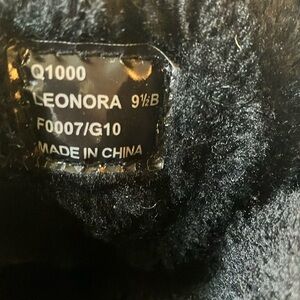 Q1000
LEONORA 9½B
F0007/G10
MADE IN CHINA